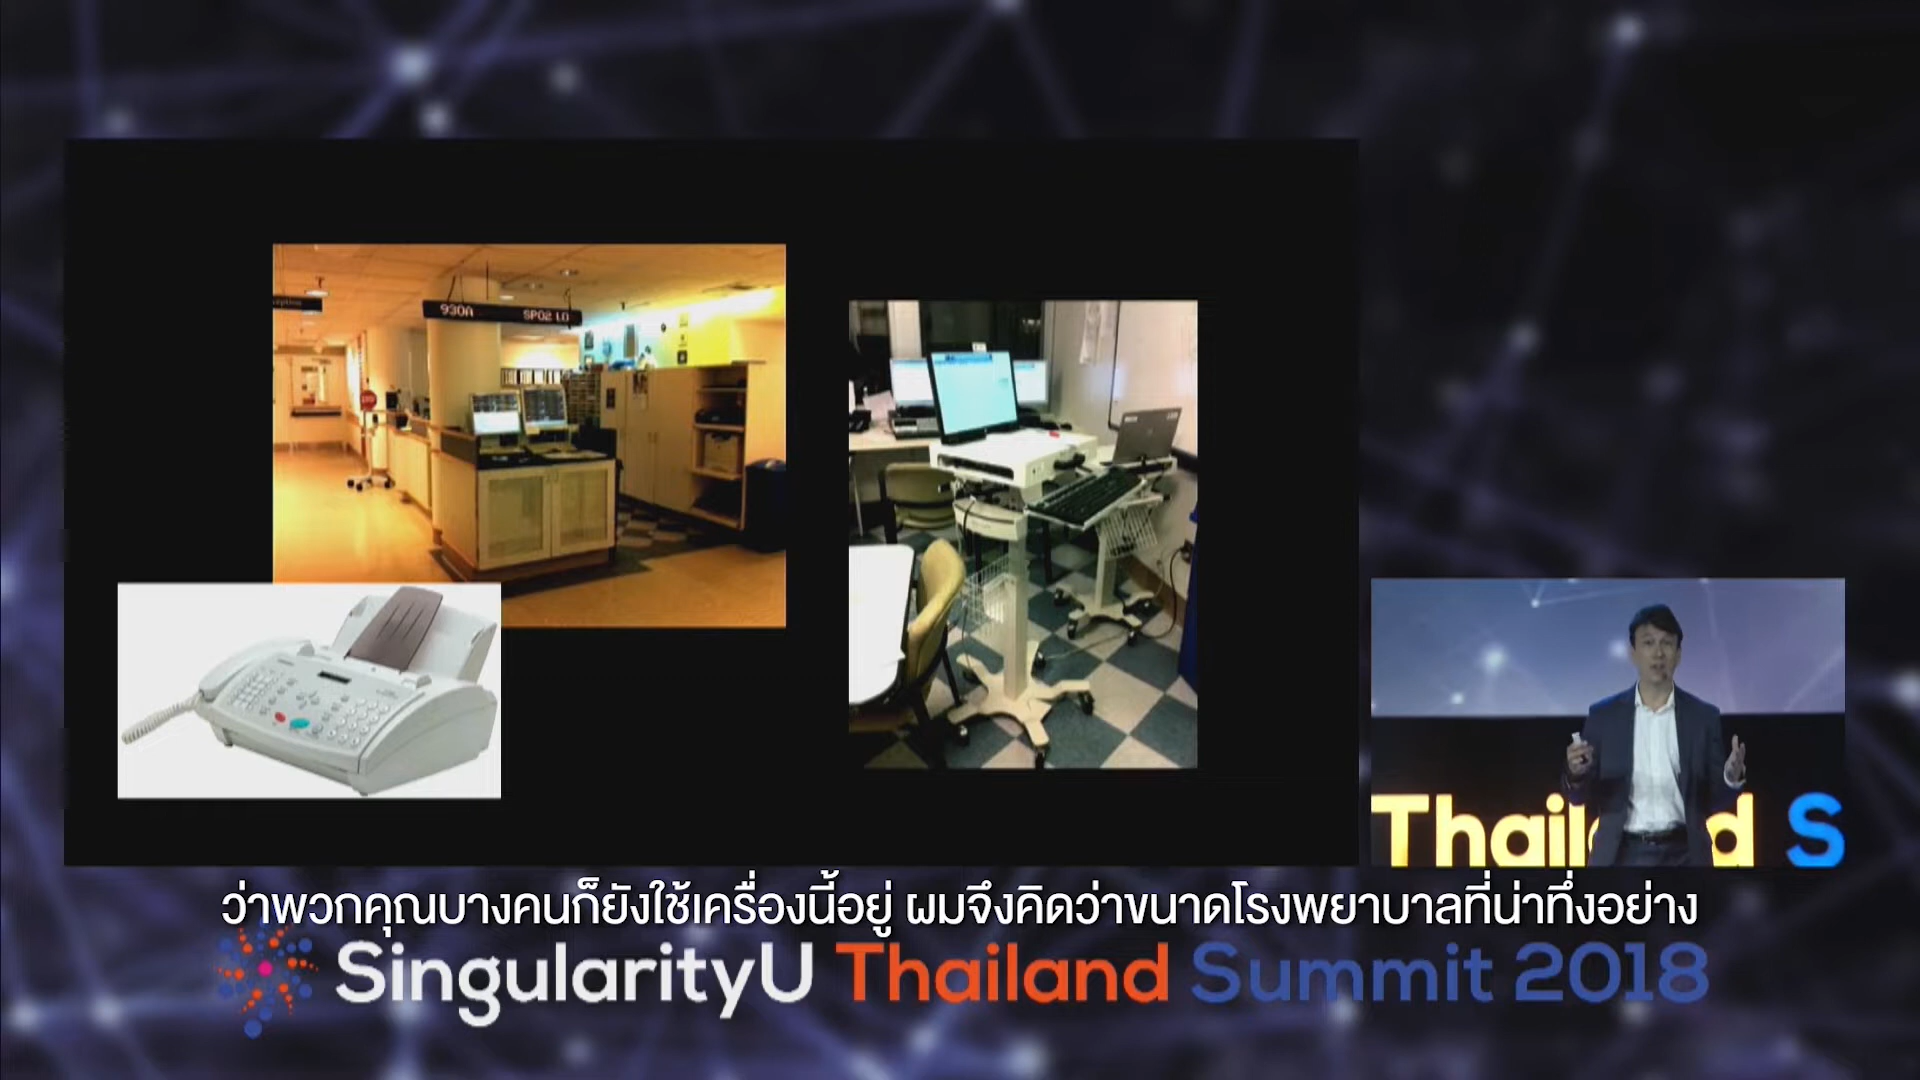 930A SPO2 LO
Thailand S
ว่าพวกคุณบางคนก็ยังใช้เครื่องนี้อยู่ ผมจึงคิดว่าขนาดโรงพยาบาลที่น่าทึ่งอย่าง
SingularityU Thailand Summit 2018